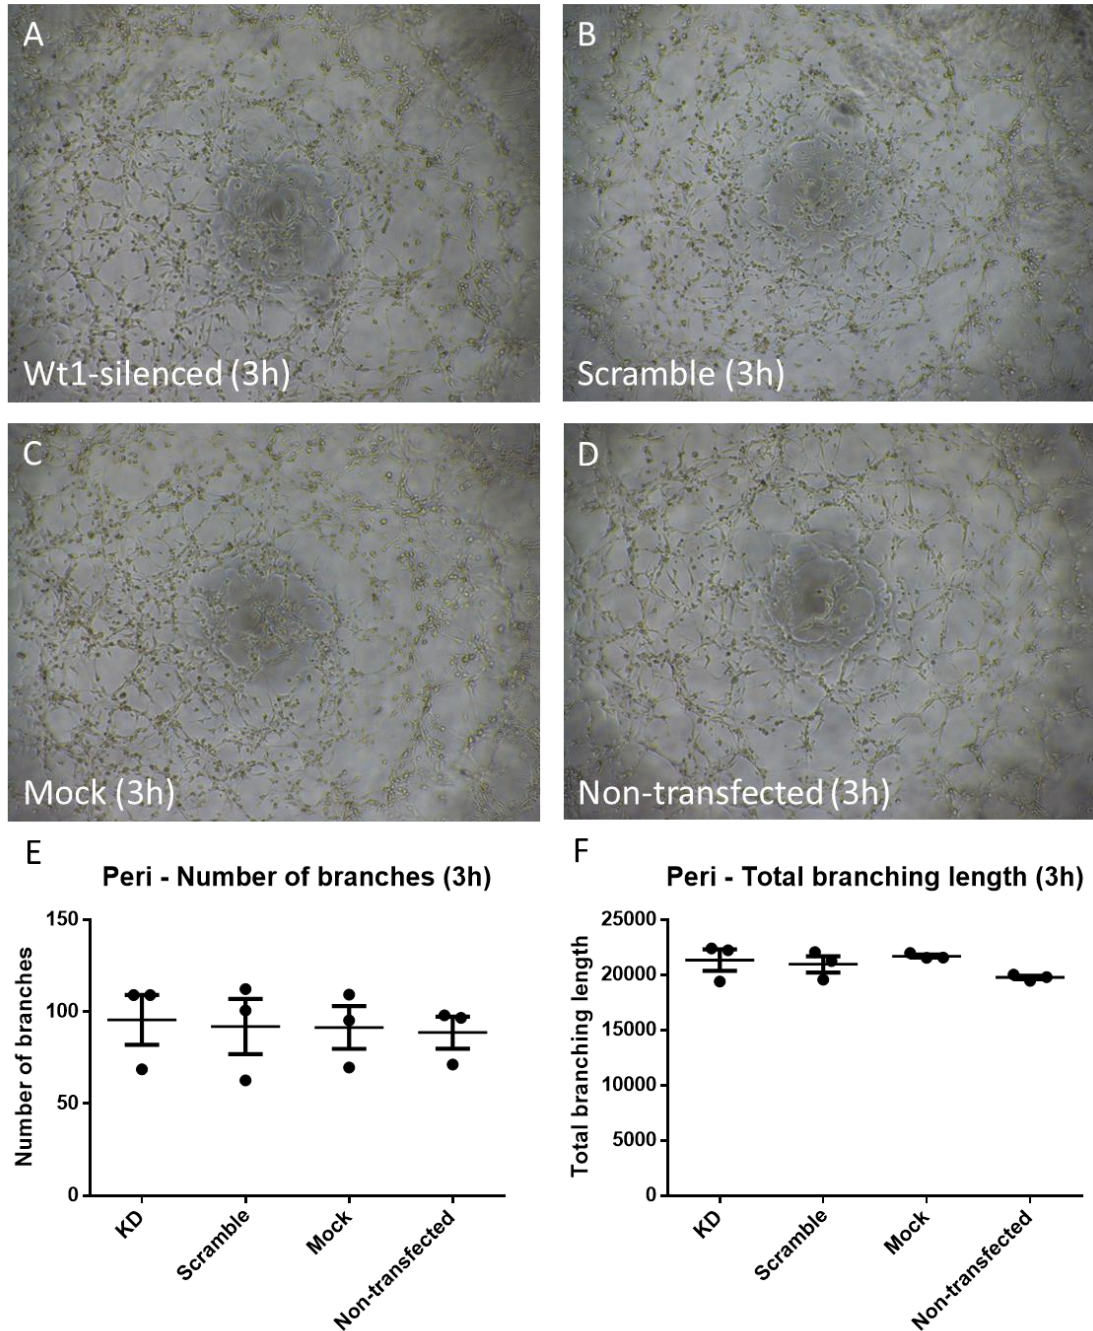 A
Wt1-silenced (3h)
B
Scramble (3h)
C
Mock (3h)
D
Non-transfected (3h)
E
Peri - Number of branches (3h)
Number of branches
150
100
50
0
KD
Scramble
Mock
Non-transfected
F
Peri - Total branching length (3h)
Total branching length
25000
20000
15000
10000
5000
0
KD
Scramble
Mock
Non-transfected